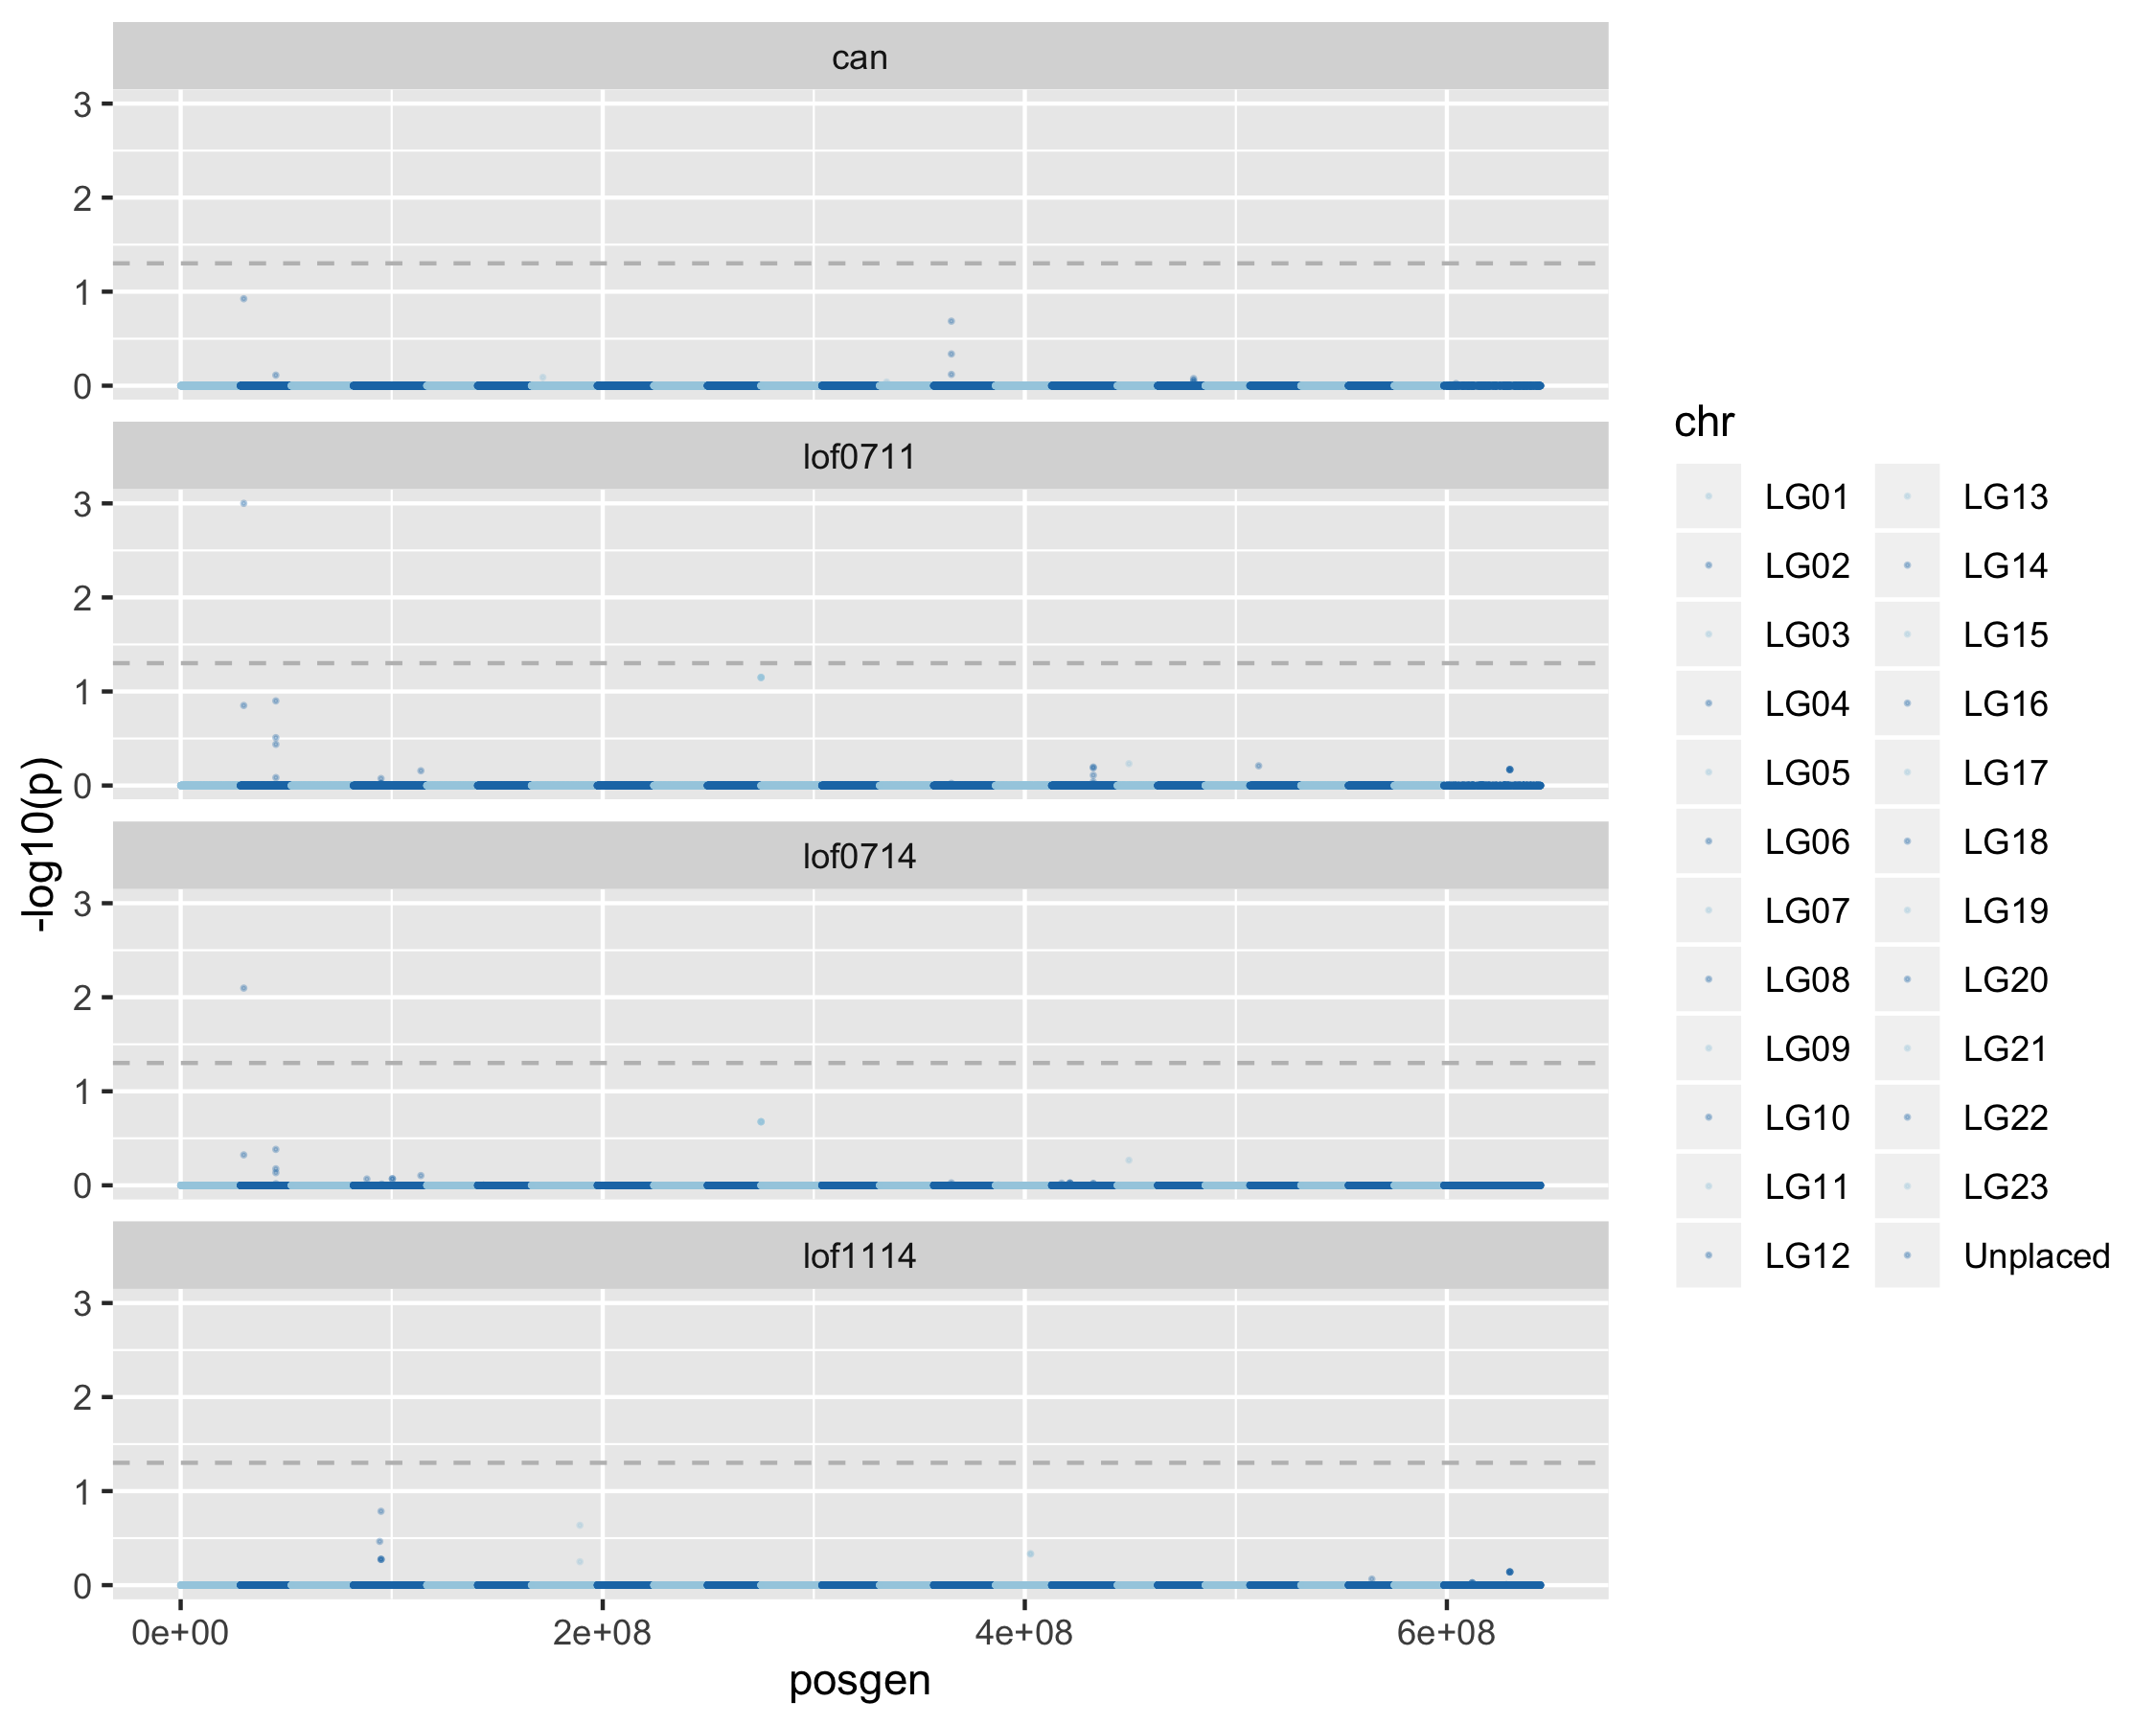 can
3
2
1
0
lof0711
3
2
1
0
lof0714
3
2
1
0
lof1114
3
2
1
0
-log10(p)
0e+00 2e+08 4e+08 6e+08
posgen
chr
LG01 LG13
LG02 LG14
LG03 LG15
LG04 LG16
LG05 LG17
LG06 LG18
LG07 LG19
LG08 LG20
LG09 LG21
LG10 LG22
LG11 LG23
LG12 Unplaced